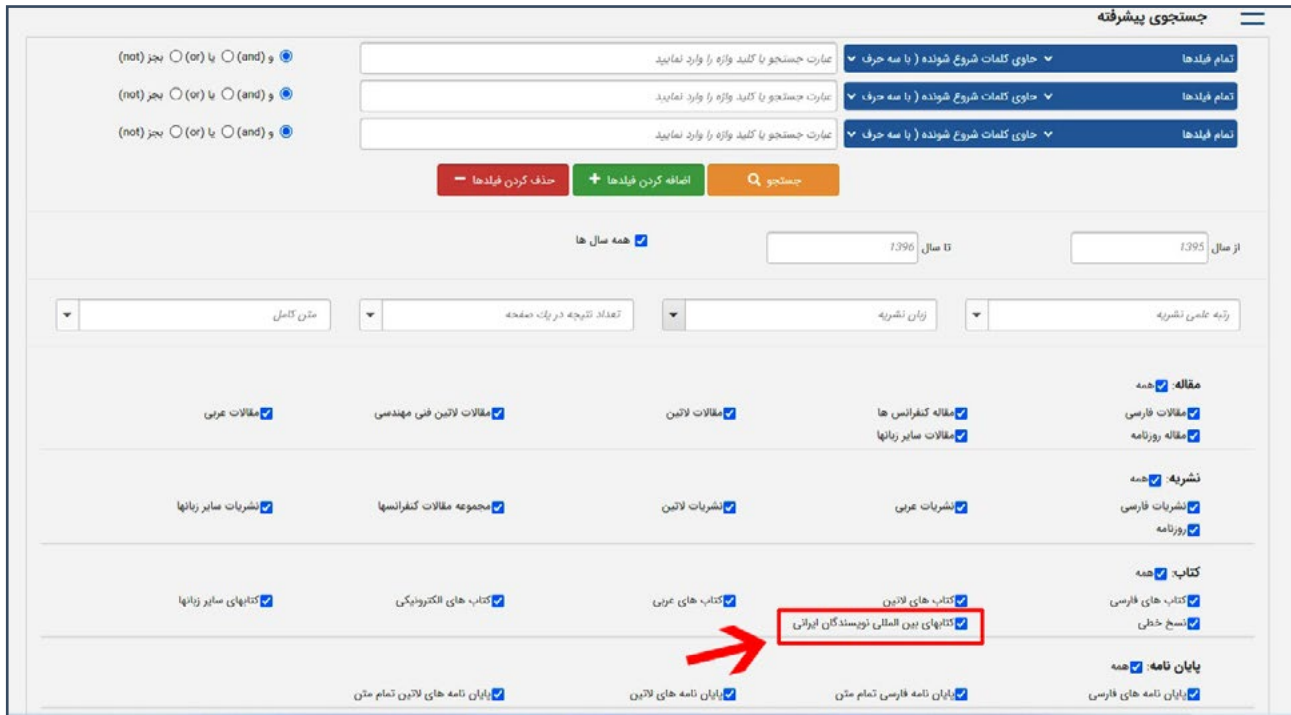 جستجوی پیشرفته
تمام فیلدها حاوی کلمات شروع شونده ( با سه حرف عبارت جستجو یا کلید واژه را وارد نمایید و (and) یا (or) بجز (not)
تمام فیلدها حاوی کلمات شروع شونده ( با سه حرف عبارت جستجو یا کلید واژه را وارد نمایید و (and) یا (or) بجز (not)
تمام فیلدها حاوی کلمات شروع شونده ( با سه حرف عبارت جستجو یا کلید واژه را وارد نمایید و (and) یا (or) بجز (not)
جستجو اضافه کردن فیلدها + حذف کردن فیلدها −
از سال 1395 تا سال 1396 همه سال ها
رتبه علمی نشریه زبان نشریه تعداد نتیجه در یك صفحه متن کامل
مقاله: همه
مقالات فارسی مقاله کنفرانس ها مقالات لاتین مقالات لاتین فنی مهندسی مقالات عربی
مقاله روزنامه مقالات سایر زبانها
نشریه: همه
نشریات فارسی نشریات عربی نشریات لاتین مجموعه مقالات کنفرانسها نشریات سایر زبانها
روزنامه
کتاب: همه
کتاب های فارسی کتاب های لاتین کتاب های عربی کتاب های الکترونیکی کتابهای سایر زبانها
نسخ خطی کتابهای بین المللی نویسندگان ایرانی
پایان نامه: همه
پایان نامه های فارسی پایان نامه فارسی تمام متن پایان نامه های لاتین پایان نامه های لاتین تمام متن